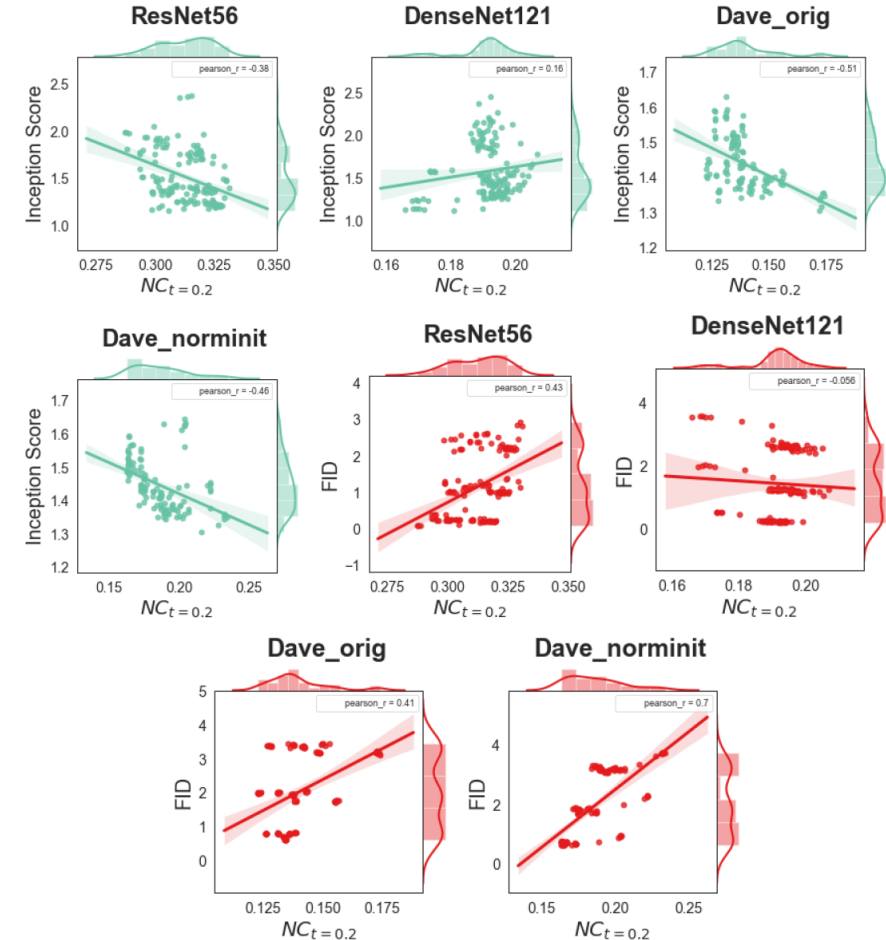 ResNet56
DenseNet121
Dave_orig
pearson_r = -0.38
pearson_r = 0.16
pearson_r = -0.51
Inception Score
2.5
2.0
1.5
1.0
0.275 0.300 0.325 0.350
NC t = 0.2
Inception Score
2.5
2.0
1.5
1.0
0.16 0.18 0.20
NC t = 0.2
Inception Score
1.7
1.6
1.5
1.4
1.3
1.2
0.125 0.150 0.175
NC t = 0.2
Dave_norminit
ResNet56
DenseNet121
pearson_r = -0.46
pearson_r = 0.43
pearson_r = -0.056
Inception Score
1.7
1.6
1.5
1.4
1.3
1.2
0.15 0.20 0.25
NC t = 0.2
FID
4
3
2
1
0
−1
0.275 0.300 0.325 0.350
NC t = 0.2
FID
4
2
0
0.16 0.18 0.20
NC t = 0.2
Dave_orig
Dave_norminit
pearson_r = 0.41
pearson_r = 0.7
FID
5
4
3
2
1
0
0.125 0.150 0.175
NC t = 0.2
FID
4
2
0
0.15 0.20 0.25
NC t = 0.2